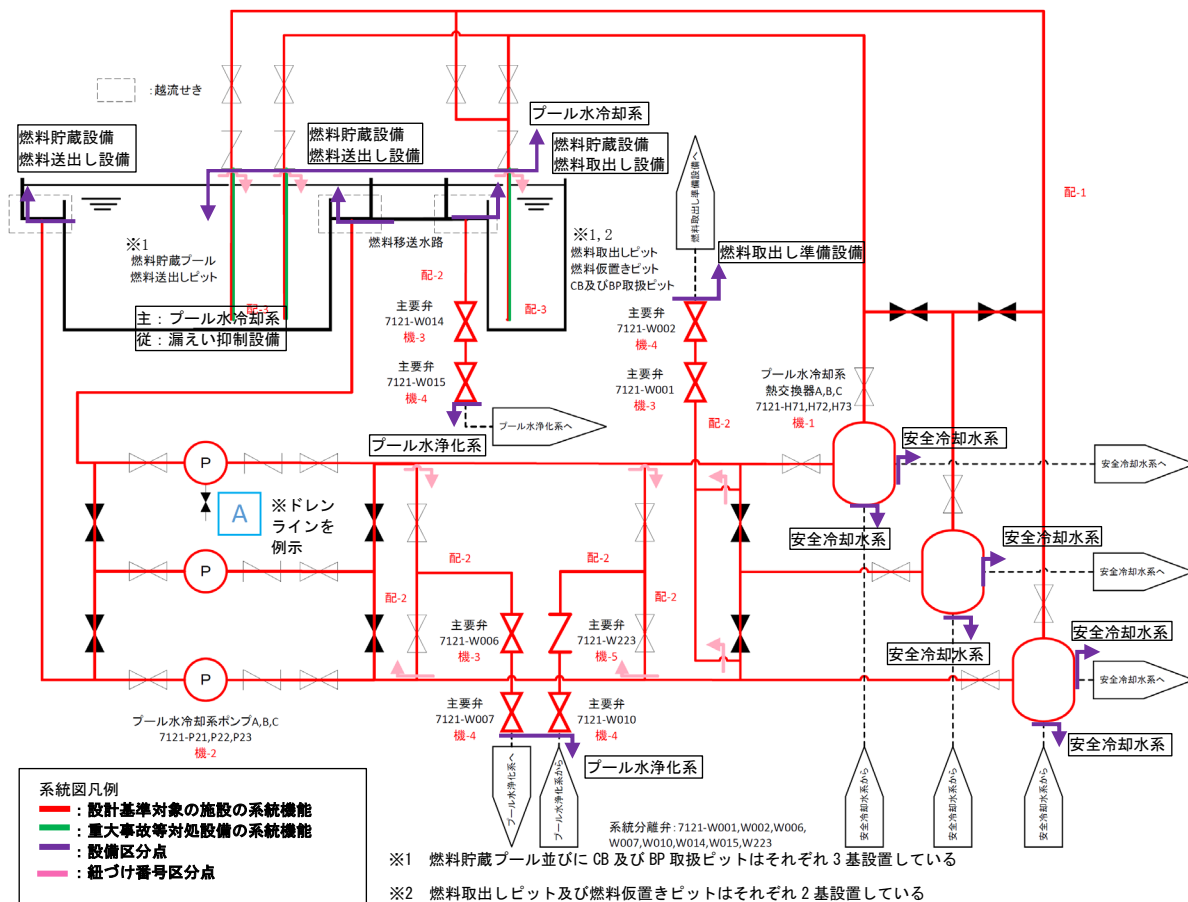 ：越流せき
プール水冷却系
燃料貯蔵設備
燃料送出し設備
燃料貯蔵設備
燃料送出し設備
燃料貯蔵設備
燃料取出し設備
燃料取出し準備設備へ
配-1
※1
燃料貯蔵プール
燃料送出しピット
燃料移送水路
※1,2
燃料取出しピット
燃料仮置きピット
CB及びBP取扱ピット
燃料取出し準備設備
配-2
配-3
配-3
主：プール水冷却系
従：漏えい抑制設備
主要弁
7121-W014
機-3
主要弁
7121-W002
機-4
主要弁
7121-W015
機-4
主要弁
7121-W001
機-3
プール水冷却系
熱交換器A,B,C
7121-H71,H72,H73
機-1
配-2
プール水浄化系へ
プール水浄化系
安全冷却水系
安全冷却水系へ
P
A
※ドレン
ラインを
例示
安全冷却水系
安全冷却水系
安全冷却水系へ
P
配-2
配-2
配-2
配-2
主要弁
7121-W006
機-3
主要弁
7121-W223
機-5
安全冷却水系
安全冷却水系
安全冷却水系へ
P
プール水冷却系ポンプA,B,C
7121-P21,P22,P23
機-2
主要弁
7121-W007
機-4
主要弁
7121-W010
機-4
安全冷却水系
プール水浄化系
プール水浄化系へ
プール水浄化系から
安全冷却水系から
安全冷却水系から
安全冷却水系から
系統図凡例
：設計基準対象の施設の系統機能
：重大事故等対処設備の系統機能
：設備区分点
：紐づけ番号区分点
系統分離弁：7121-W001,W002,W006,
W007,W010,W014,W015,W223
※1 燃料貯蔵プール並びに CB 及び BP 取扱ピットはそれぞれ 3 基設置している
※2 燃料取出しピット及び燃料仮置きピットはそれぞれ 2 基設置している